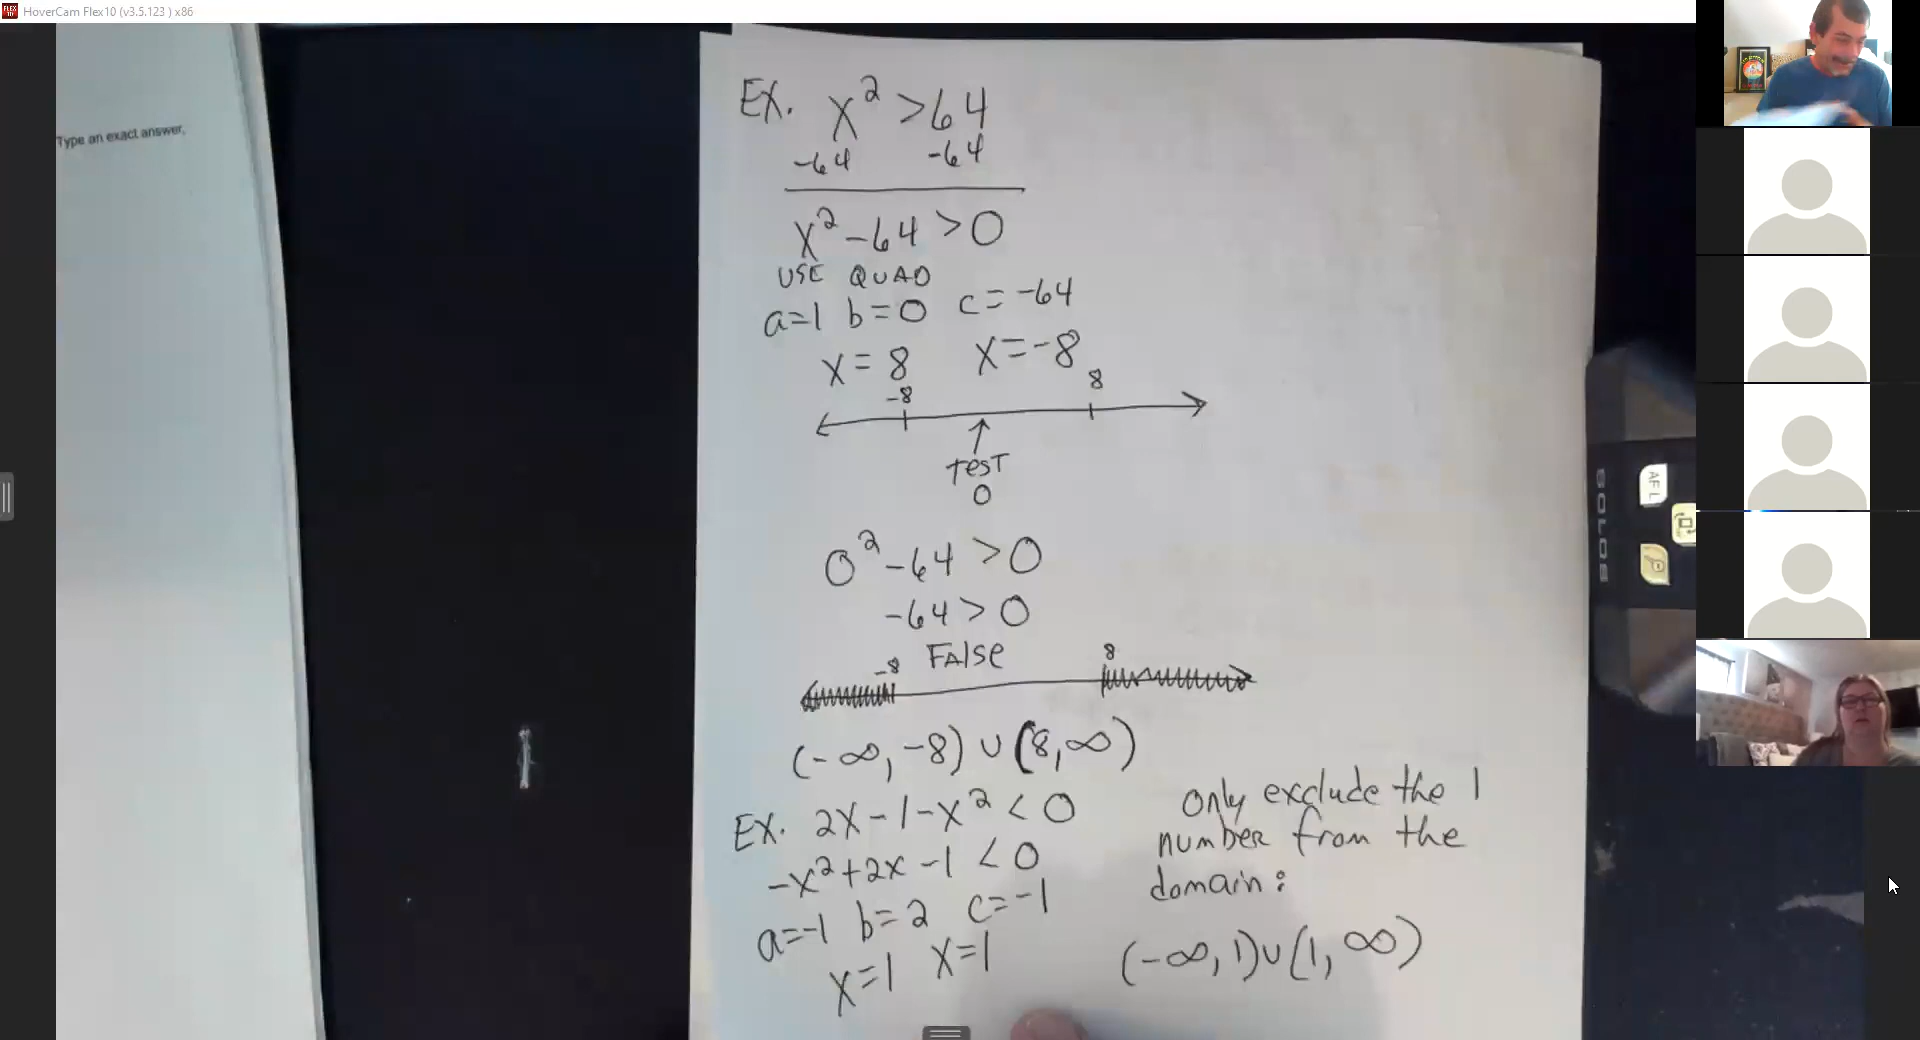 HoverCam Flex10 (v3.5.123) x86
Type an exact answer.
EX. x² > 64
-64 -64
x² - 64 > 0
USE QUAD
a=1 b=0 c=-64
x=8 x=-8
-8 8
TEST
0
0² - 64 > 0
-64 > 0
FAlSe
-8 8
(-∞, -8) ∪ (8, ∞)
EX. 2x - 1 - x² < 0
-x² + 2x - 1 < 0
a=-1 b=2 c=-1
x=1 x=1
Only exclude the 1
number from the
domain:
(-∞, 1) ∪ (1, ∞)
SOLDS
AFL